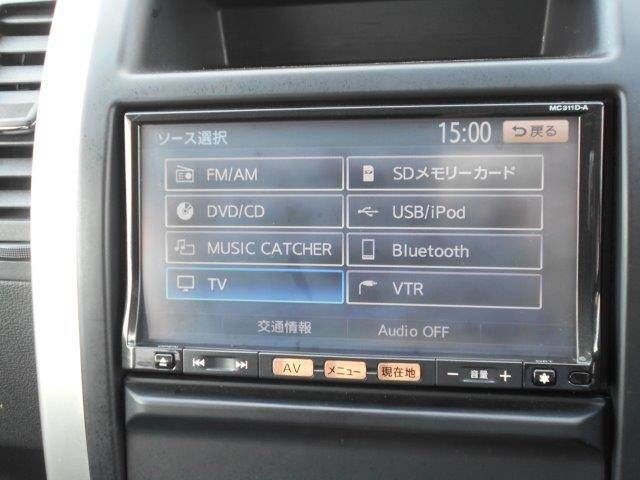 MC311D-A
ソース選択 15:00 戻る
FM/AM SDメモリーカード
DVD/CD USB/iPod
MUSIC CATCHER Bluetooth
TV VTR
交通情報 Audio OFF
AV メニュー 現在地 − 音量 +